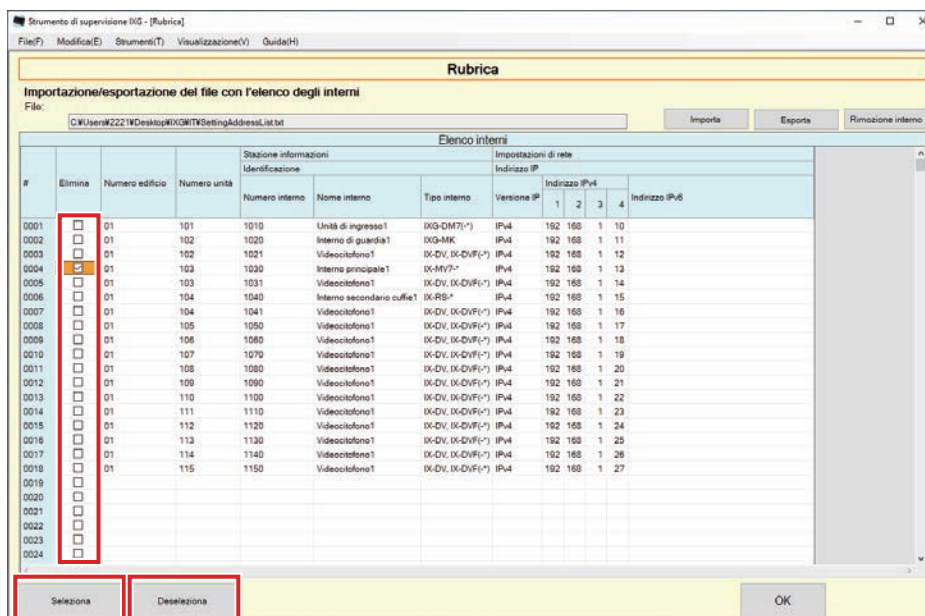 Strumento di supervisione IXG - [Rubrica]
File(F) Modifica(E) Strumenti(T) Visualizzazione(V) Guida(H)
Rubrica
Importazione/esportazione del file con l'elenco degli interni
File:
C:¥Users¥2221¥Desktop¥IXG¥IT¥SettingAddressList.txt Importa Esporta Rimozione interno
Elenco interni
Stazione informazioni Impostazioni di rete
Identificazione Indirizzo IP
# Elimina Numero edificio Numero unità Numero interno Nome interno Tipo interno Versione IP Indirizzo IPv4 Indirizzo IPv6
1 2 3 4
0001 01 101 1010 Unità di ingresso1 IXG-DM7(-*) IPv4 192 168 1 10
0002 01 102 1020 Interno di guardia1 IXG-MK IPv4 192 168 1 11
0003 01 102 1021 Videocitofono1 IX-DV, IX-DVF(-*) IPv4 192 168 1 12
0004 01 103 1030 Interno principale1 IX-MV7-* IPv4 192 168 1 13
0005 01 103 1031 Videocitofono1 IX-DV, IX-DVF(-*) IPv4 192 168 1 14
0006 01 104 1040 Interno secondario cuffie1 IX-RS-* IPv4 192 168 1 15
0007 01 104 1041 Videocitofono1 IX-DV, IX-DVF(-*) IPv4 192 168 1 16
0008 01 105 1050 Videocitofono1 IX-DV, IX-DVF(-*) IPv4 192 168 1 17
0009 01 106 1060 Videocitofono1 IX-DV, IX-DVF(-*) IPv4 192 168 1 18
0010 01 107 1070 Videocitofono1 IX-DV, IX-DVF(-*) IPv4 192 168 1 19
0011 01 108 1080 Videocitofono1 IX-DV, IX-DVF(-*) IPv4 192 168 1 20
0012 01 109 1090 Videocitofono1 IX-DV, IX-DVF(-*) IPv4 192 168 1 21
0013 01 110 1100 Videocitofono1 IX-DV, IX-DVF(-*) IPv4 192 168 1 22
0014 01 111 1110 Videocitofono1 IX-DV, IX-DVF(-*) IPv4 192 168 1 23
0015 01 112 1120 Videocitofono1 IX-DV, IX-DVF(-*) IPv4 192 168 1 24
0016 01 113 1130 Videocitofono1 IX-DV, IX-DVF(-*) IPv4 192 168 1 25
0017 01 114 1140 Videocitofono1 IX-DV, IX-DVF(-*) IPv4 192 168 1 26
0018 01 115 1150 Videocitofono1 IX-DV, IX-DVF(-*) IPv4 192 168 1 27
0019
0020
0021
0022
0023
0024
Seleziona Deseleziona OK